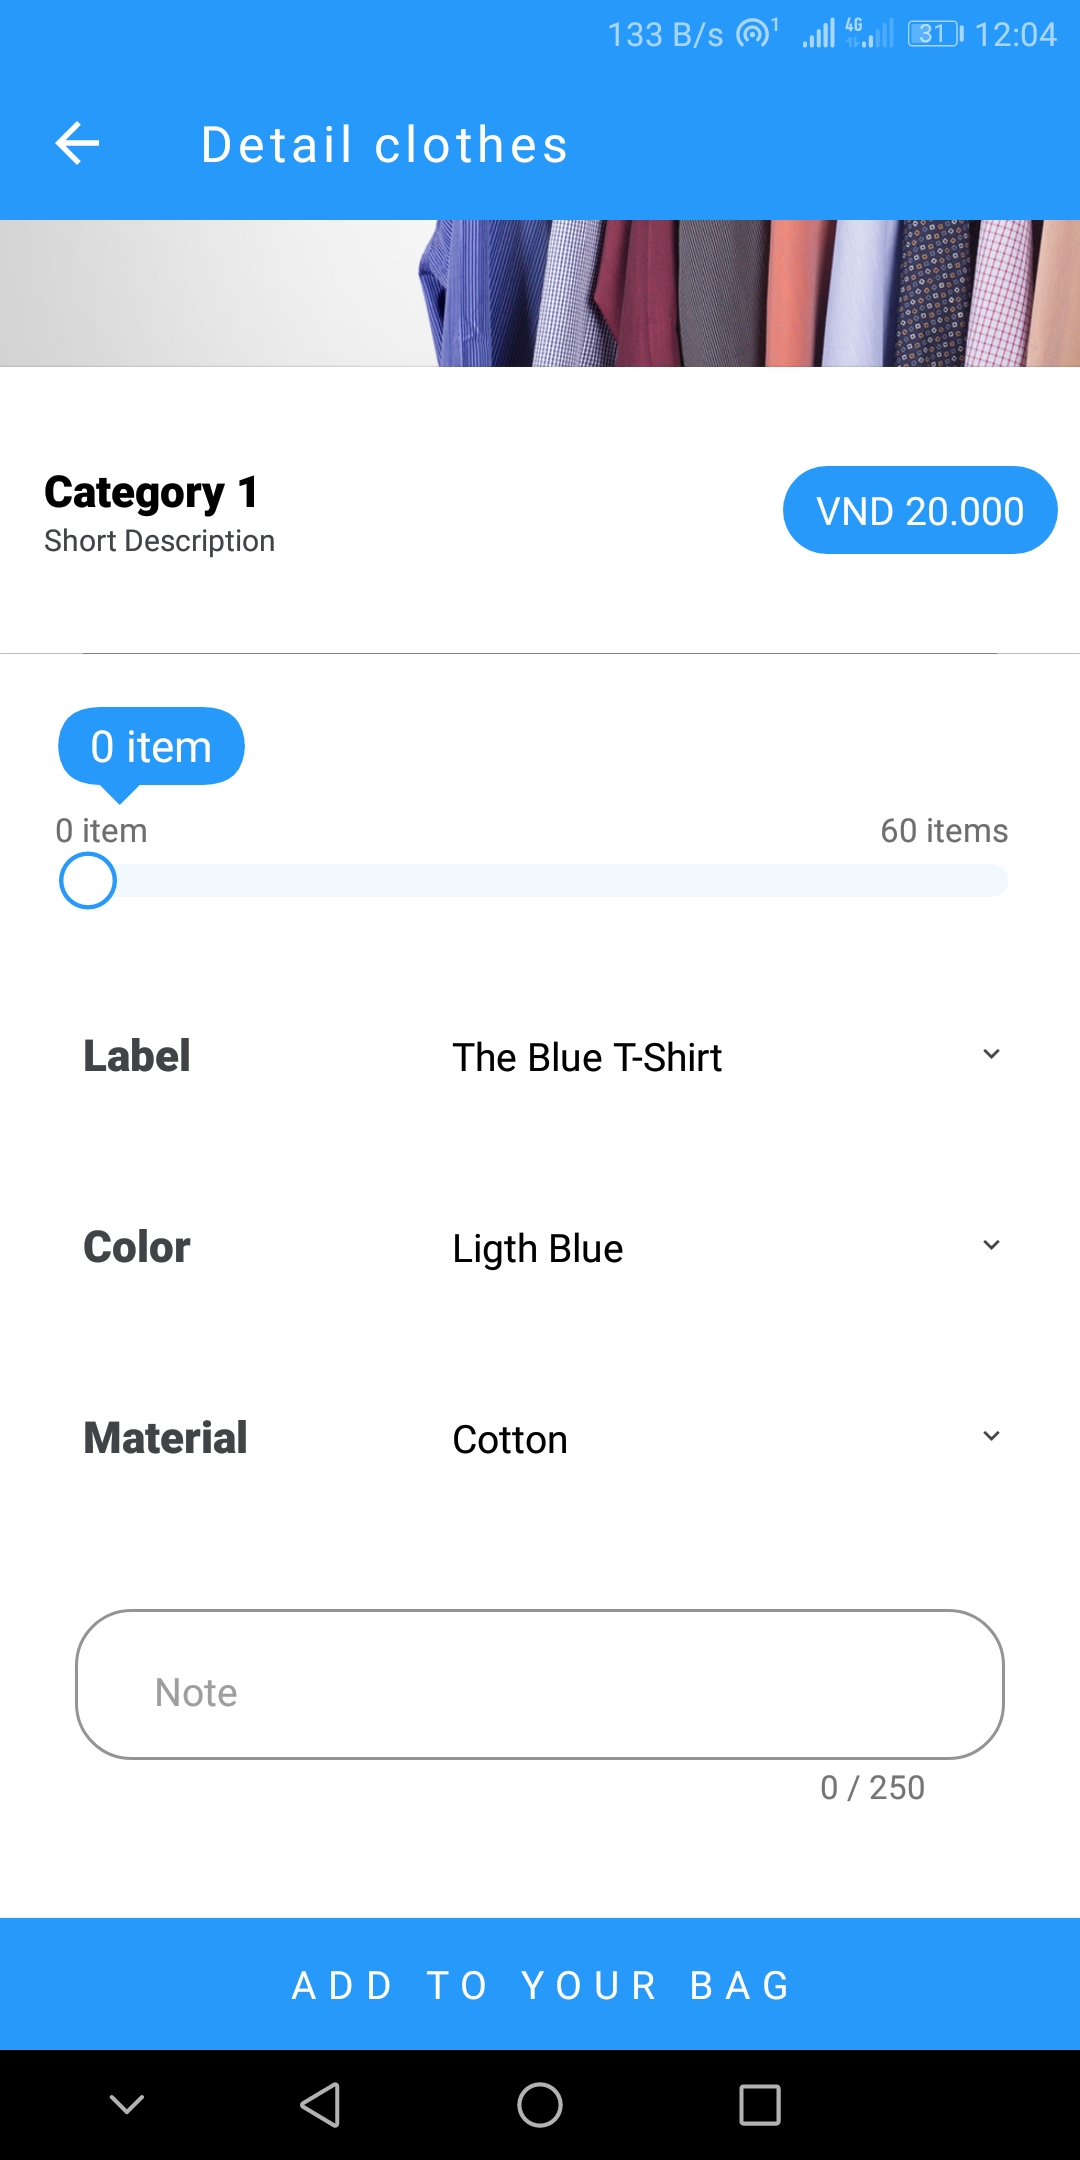 133 B/s 1 4G 31 12:04
Detail clothes
Category 1
Short Description
VND 20.000
0 item
0 item 60 items
Label The Blue T-Shirt
Color Ligth Blue
Material Cotton
Note
0 / 250
ADD TO YOUR BAG